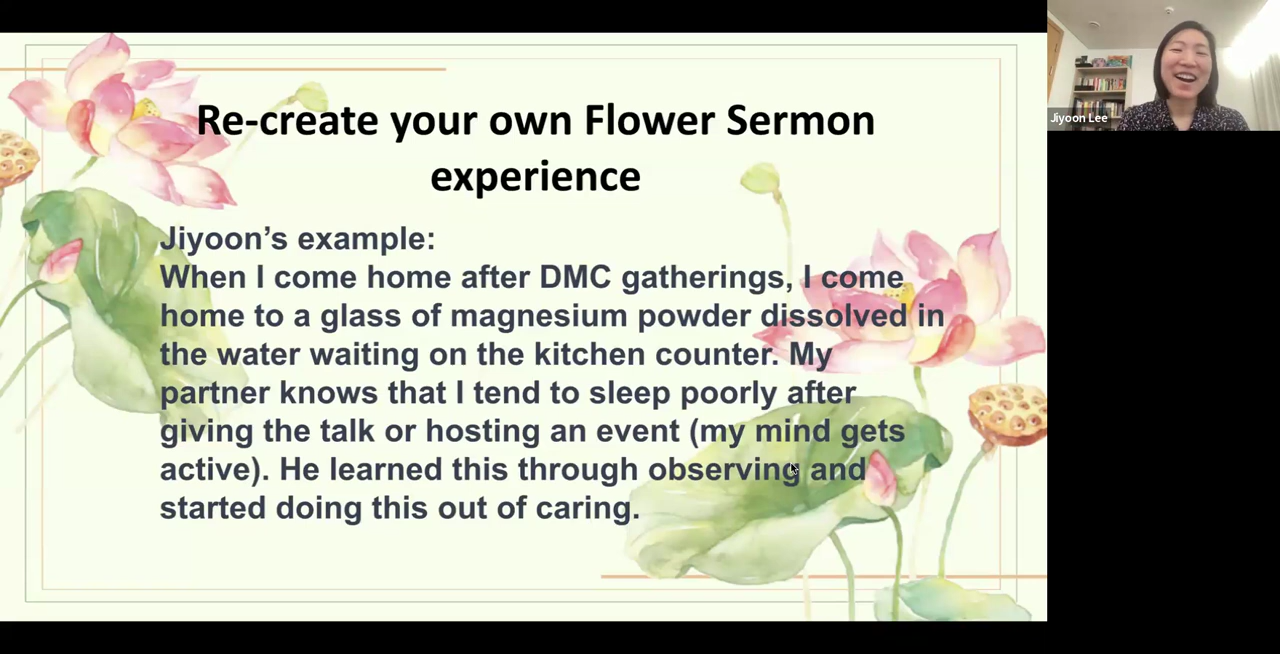 Re-create your own Flower Sermon
experience
Jiyoon's example:
When I come home after DMC gatherings, I come
home to a glass of magnesium powder dissolved in
the water waiting on the kitchen counter. My
partner knows that I tend to sleep poorly after
giving the talk or hosting an event (my mind gets
active). He learned this through observing and
started doing this out of caring.
Jiyoon Lee